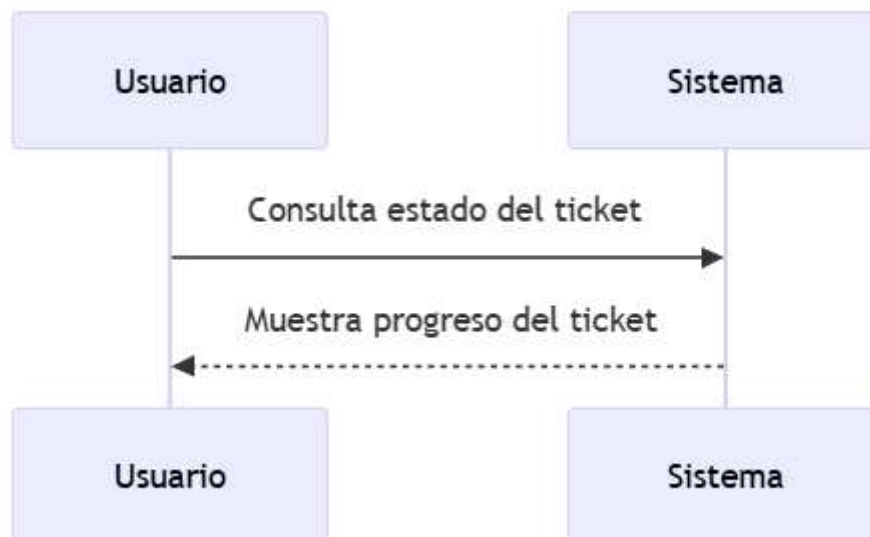 Usuario
Sistema
Consulta estado del ticket
Muestra progreso del ticket
Usuario
Sistema